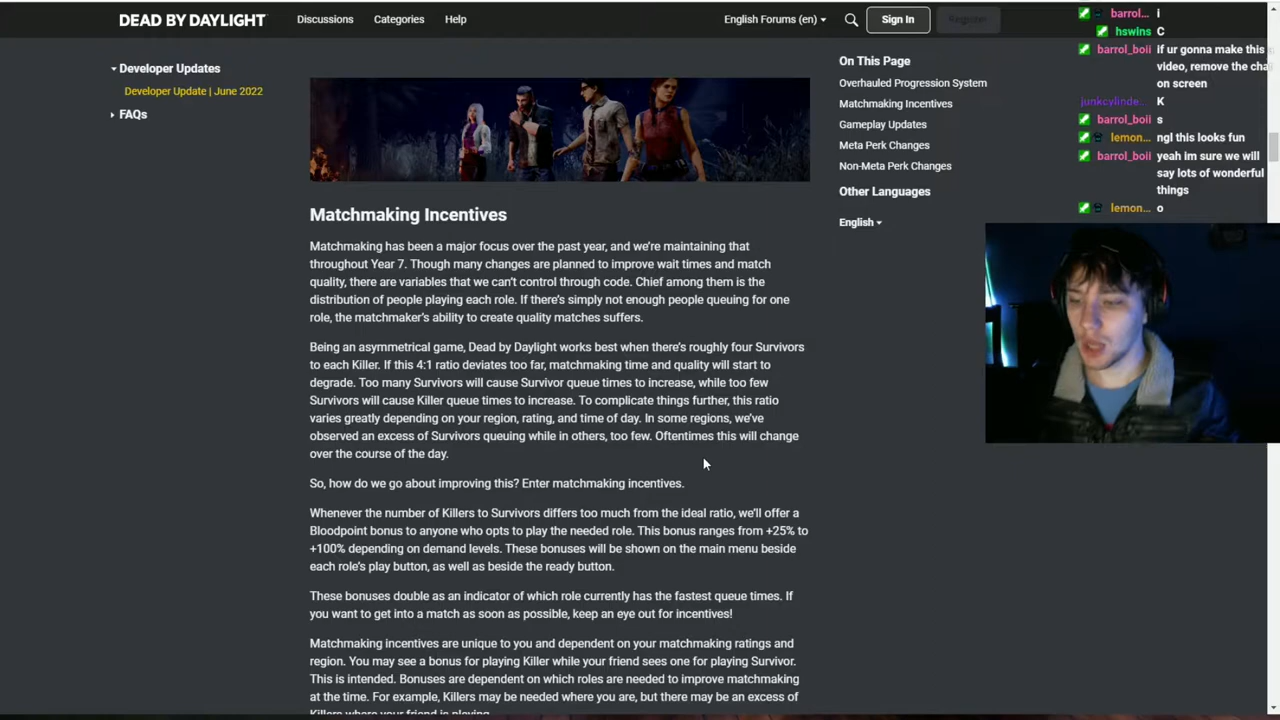 DEAD BY DAYLIGHT
Discussions
Categories
Help
English Forums (en)
Sign In
Register
Developer Updates
Developer Update | June 2022
FAQs
Matchmaking Incentives
Matchmaking has been a major focus over the past year, and we're maintaining that
throughout Year 7. Though many changes are planned to improve wait times and match
quality, there are variables that we can't control through code. Chief among them is the
distribution of people playing each role. If there's simply not enough people queuing for one
role, the matchmaker's ability to create quality matches suffers.
Being an asymmetrical game, Dead by Daylight works best when there's roughly four Survivors
to each Killer. If this 4:1 ratio deviates too far, matchmaking time and quality will start to
degrade. Too many Survivors will cause Survivor queue times to increase, while too few
Survivors will cause Killer queue times to increase. To complicate things further, this ratio
varies greatly depending on your region, rating, and time of day. In some regions, we've
observed an excess of Survivors queuing while in others, too few. Oftentimes this will change
over the course of the day.
So, how do we go about improving this? Enter matchmaking incentives.
Whenever the number of Killers to Survivors differs too much from the ideal ratio, we'll offer a
Bloodpoint bonus to anyone who opts to play the needed role. This bonus ranges from +25% to
+100% depending on demand levels. These bonuses will be shown on the main menu beside
each role's play button, as well as beside the ready button.
These bonuses double as an indicator of which role currently has the fastest queue times. If
you want to get into a match as soon as possible, keep an eye out for incentives!
Matchmaking incentives are unique to you and dependent on your matchmaking ratings and
region. You may see a bonus for playing Killer while your friend sees one for playing Survivor.
This is intended. Bonuses are dependent on which roles are needed to improve matchmaking
at the time. For example, Killers may be needed where you are, but there may be an excess of
Killers where your friend is playing.
On This Page
Overhauled Progression System
Matchmaking Incentives
Gameplay Updates
Meta Perk Changes
Non-Meta Perk Changes
Other Languages
English
barrol... i
hswins C
barrol_boii if ur gonna make this
video, remove the cha
on screen
junkcylinde... K
barrol_boii s
lemon... ngl this looks fun
barrol_boii yeah im sure we will
say lots of wonderful
things
lemon... o